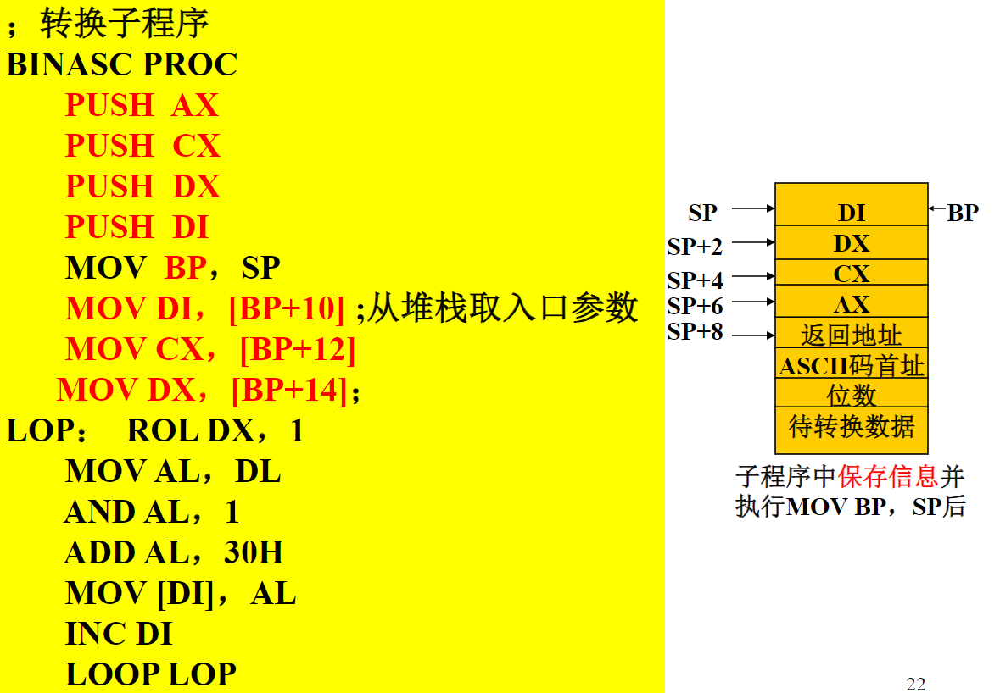 ；转换子程序
BINASC PROC
PUSH AX
PUSH CX
PUSH DX
PUSH DI
MOV BP，SP
MOV DI，[BP+10] ;从堆栈取入口参数
MOV CX，[BP+12]
MOV DX，[BP+14]；
LOP： ROL DX，1
MOV AL，DL
AND AL，1
ADD AL，30H
MOV [DI]，AL
INC DI
LOOP LOP
SP
DI
BP
SP+2
DX
SP+4
CX
SP+6
AX
SP+8
返回地址
ASCII码首址
位数
待转换数据
子程序中保存信息并
执行MOV BP，SP后
22